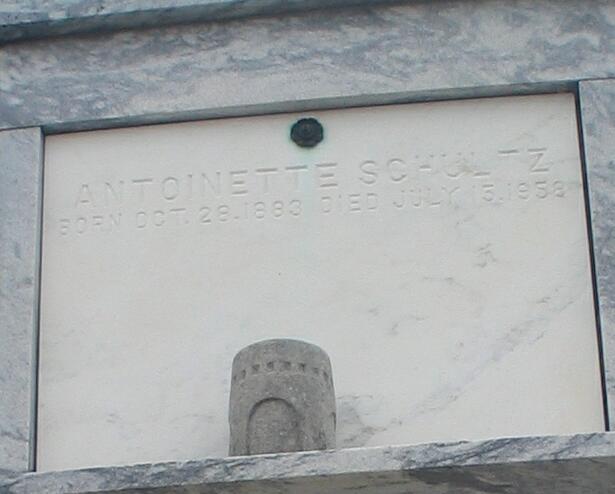 ANTOINETTE SCHULTZ
BORN OCT. 28.1883 DIED JULY 15.1958